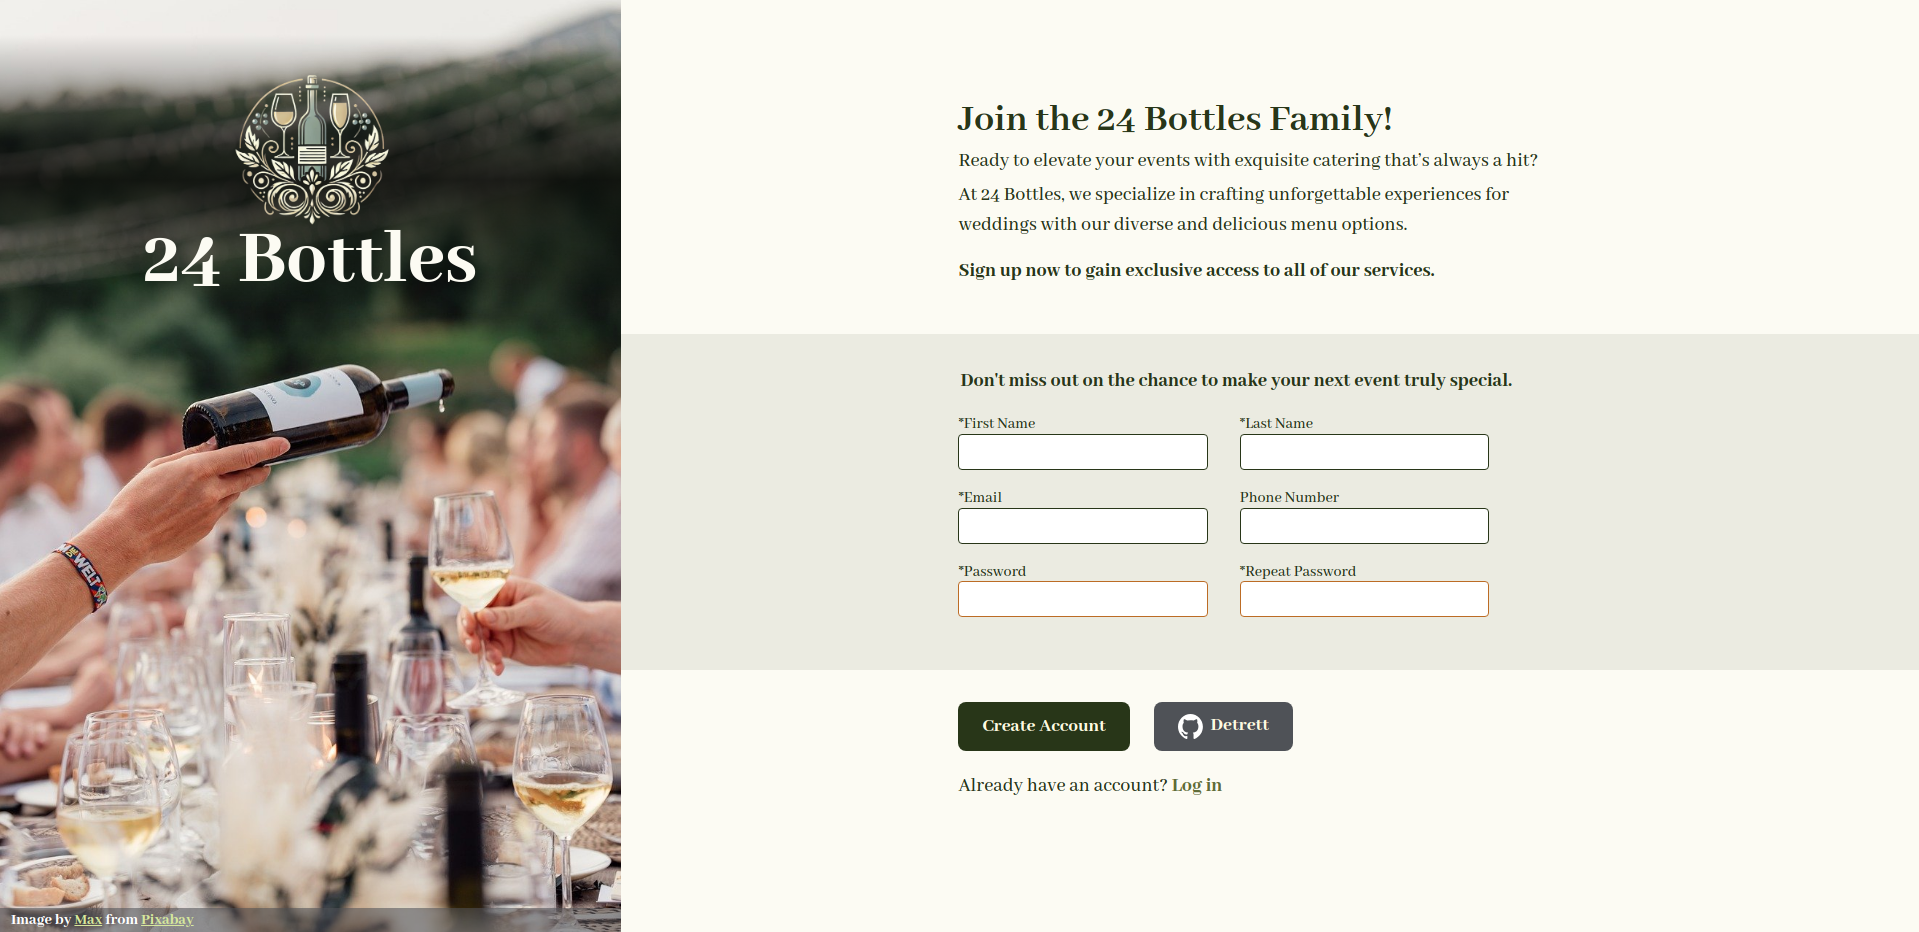 24 Bottles
WELT
Image by Max from Pixabay
Join the 24 Bottles Family!
Ready to elevate your events with exquisite catering that's always a hit?
At 24 Bottles, we specialize in crafting unforgettable experiences for
weddings with our diverse and delicious menu options.
Sign up now to gain exclusive access to all of our services.
Don't miss out on the chance to make your next event truly special.
*First Name
*Last Name
*Email
Phone Number
*Password
*Repeat Password
Create Account
Detrett
Already have an account? Log in